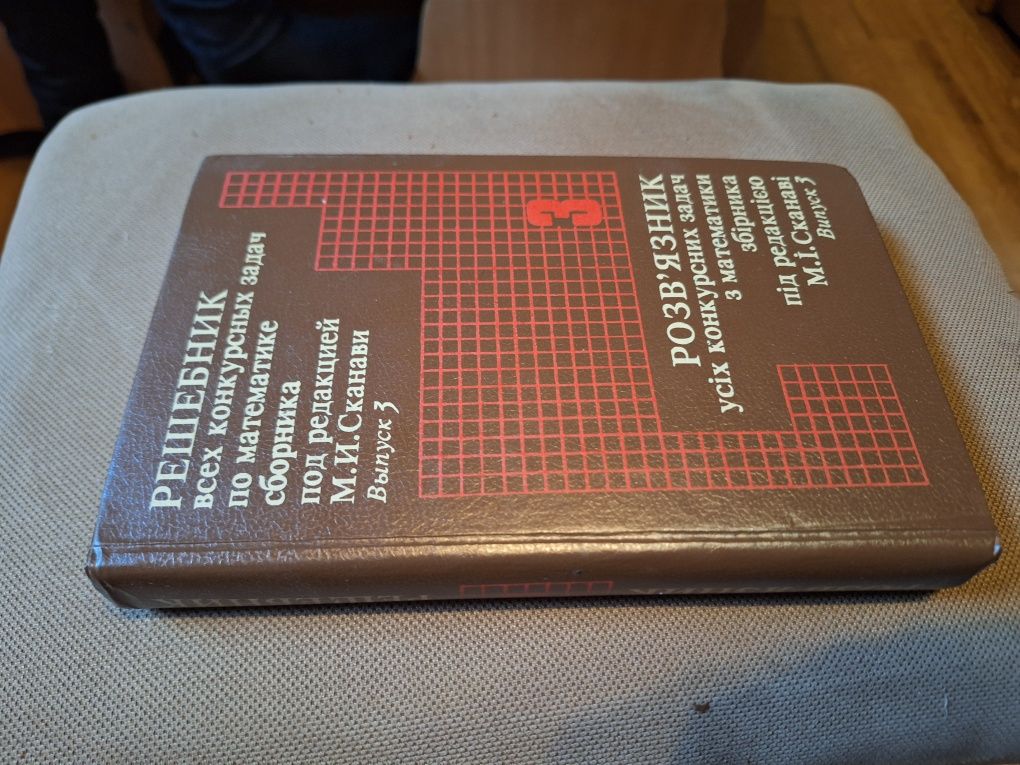 РЕШЕБНИК
всех конкурсных задач
по математике
сборника
под редакцией
М.И.Сканави
Выпуск 3
3
РОЗВ'ЯЗНИК
усіх конкурсних задач
з математики
збірника
під редакцією
М.І.Сканаві
Випуск 3